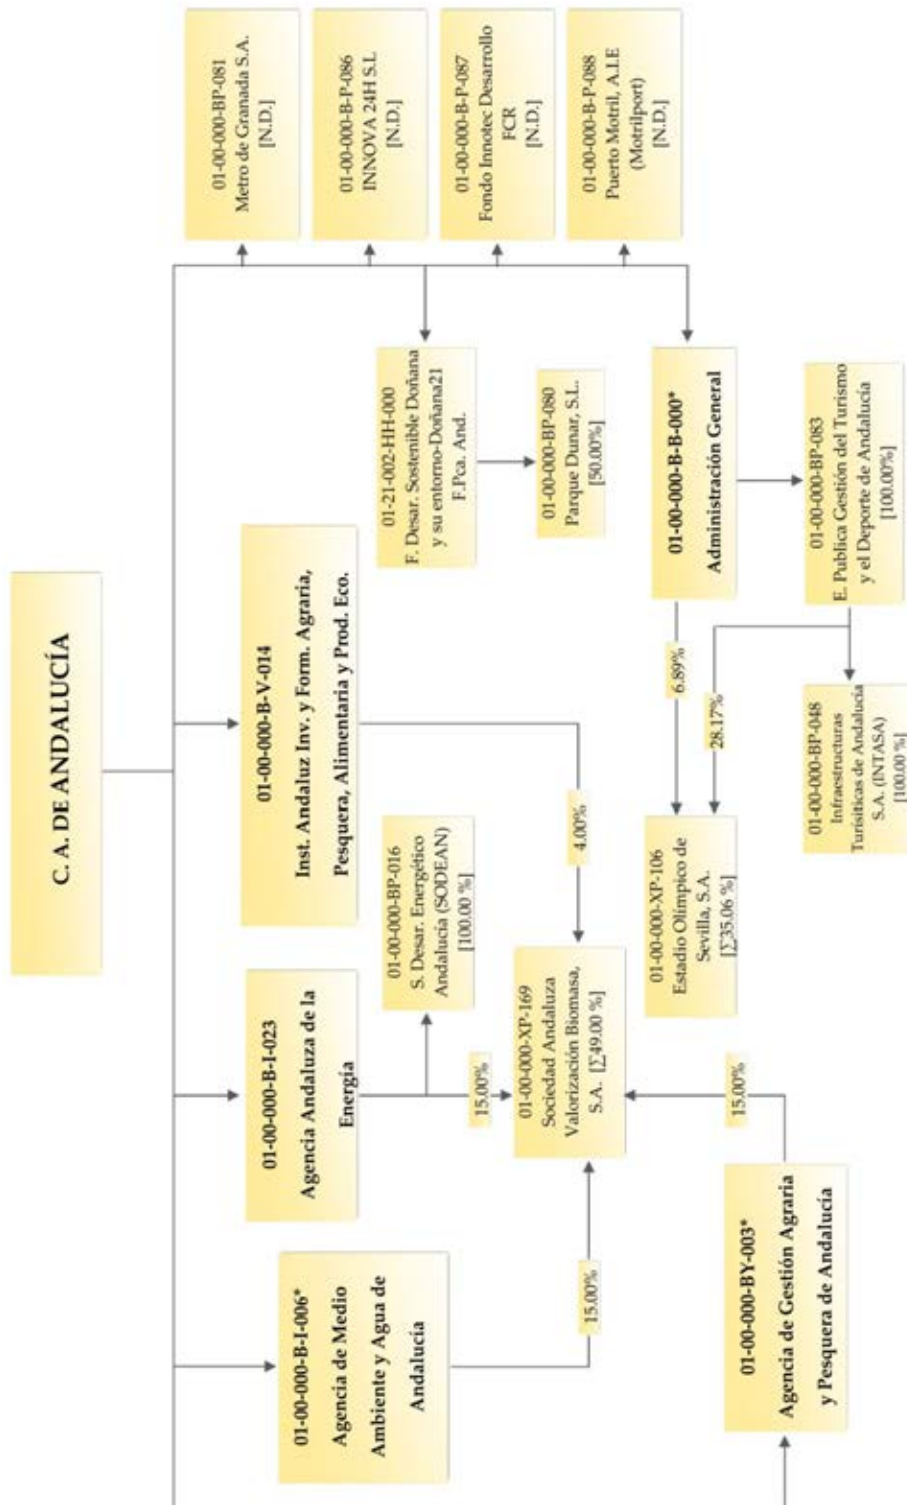 C. A. DE ANDALUCÍA
01-00-000-B-I-006*
Agencia de Medio
Ambiente y Agua de
Andalucía
01-00-000-B-I-023
Agencia Andaluza de la
Energía
01-00-000-B-V-014
Inst. Andaluz Inv. y Form. Agraria,
Pesquera, Alimentaria y Prod. Eco.
01-00-000-BP-081
Metro de Granada S.A.
[N.D.]
01-00-000-B-P-086
INNOVA 24H S.L
[N.D.]
01-00-000-B-P-087
Fondo Innotec Desarrollo
FCR
[N.D.]
01-00-000-B-P-088
Puerto Motril, A.I.E
(Motrilport)
[N.D.]
01-00-000-BP-016
S. Desar. Energético
Andalucía (SODEAN)
[100.00 %]
01-21-002-HH-000
F. Desar. Sostenible Doñana
y su entorno-Doñana21
F.Pca. And.
01-00-000-BP-080
Parque Dunar, S.L.
[50.00%]
15.00%
15.00%
4.00%
01-00-000-XP-169
Sociedad Andaluza
Valorización Biomasa,
S.A. [∑49.00 %]
15.00%
01-00-000-BY-003*
Agencia de Gestión Agraria
y Pesquera de Andalucía
01-00-000-B-B-000*
Administración General
6.89%
28.17%
01-00-000-XP-106
Estadio Olímpico de
Sevilla, S.A.
[∑35.06 %]
01-00-000-BP-083
E. Publica Gestión del Turismo
y el Deporte de Andalucía
[100.00%]
01-00-000-BP-048
Infraestructuras
Turísiticas de Andalucía
S.A. (INTASA)
[100.00 %]